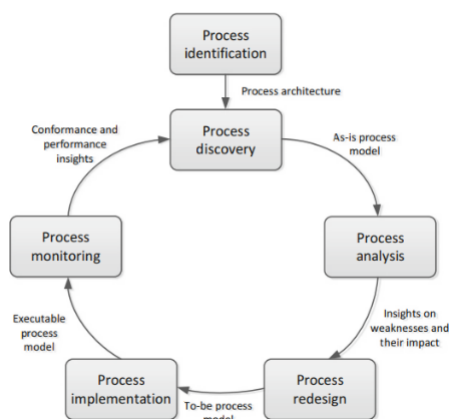 Process
identification
Process architecture
Process
discovery
Conformance and
performance
insights
As-is process
model
Process
monitoring
Process
analysis
Executable
process
model
Insights on
weaknesses and
their impact
Process
implementation
To-be process
model
Process
redesign